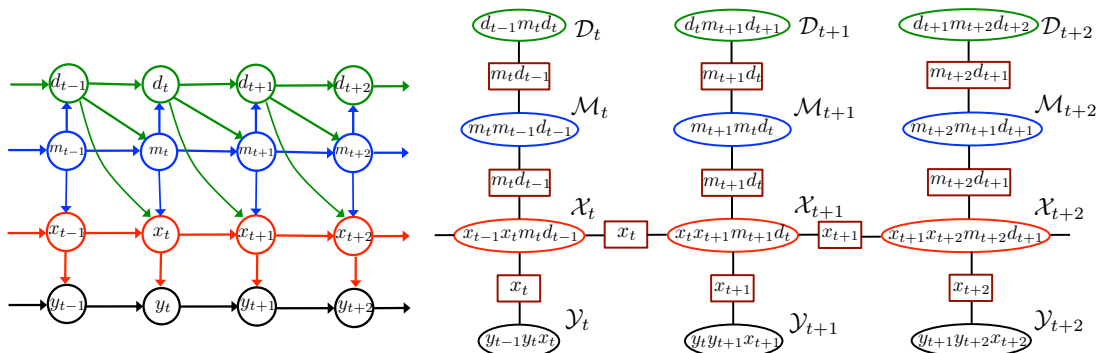 d_{t-1} d_t d_{t+1} d_{t+2}
m_{t-1} m_t m_{t+1} m_{t+2}
x_{t-1} x_t x_{t+1} x_{t+2}
y_{t-1} y_t y_{t+1} y_{t+2}
d_{t-1}m_td_t 𝒟_t d_tm_{t+1}d_{t+1} 𝒟_{t+1} d_{t+1}m_{t+2}d_{t+2} 𝒟_{t+2}
m_td_{t-1} m_{t+1}d_t m_{t+2}d_{t+1}
ℳ_t ℳ_{t+1} ℳ_{t+2}
m_tm_{t-1}d_{t-1} m_{t+1}m_td_t m_{t+2}m_{t+1}d_{t+1}
m_td_{t-1} m_{t+1}d_t m_{t+2}d_{t+1}
𝒳_t 𝒳_{t+1} 𝒳_{t+2}
x_{t-1}x_tm_td_{t-1} x_t x_tx_{t+1}m_{t+1}d_t x_{t+1} x_{t+1}x_{t+2}m_{t+2}d_{t+1}
x_t x_{t+1} x_{t+2}
𝒴_t 𝒴_{t+1} 𝒴_{t+2}
y_{t-1}y_tx_t y_ty_{t+1}x_{t+1} y_{t+1}y_{t+2}x_{t+2}